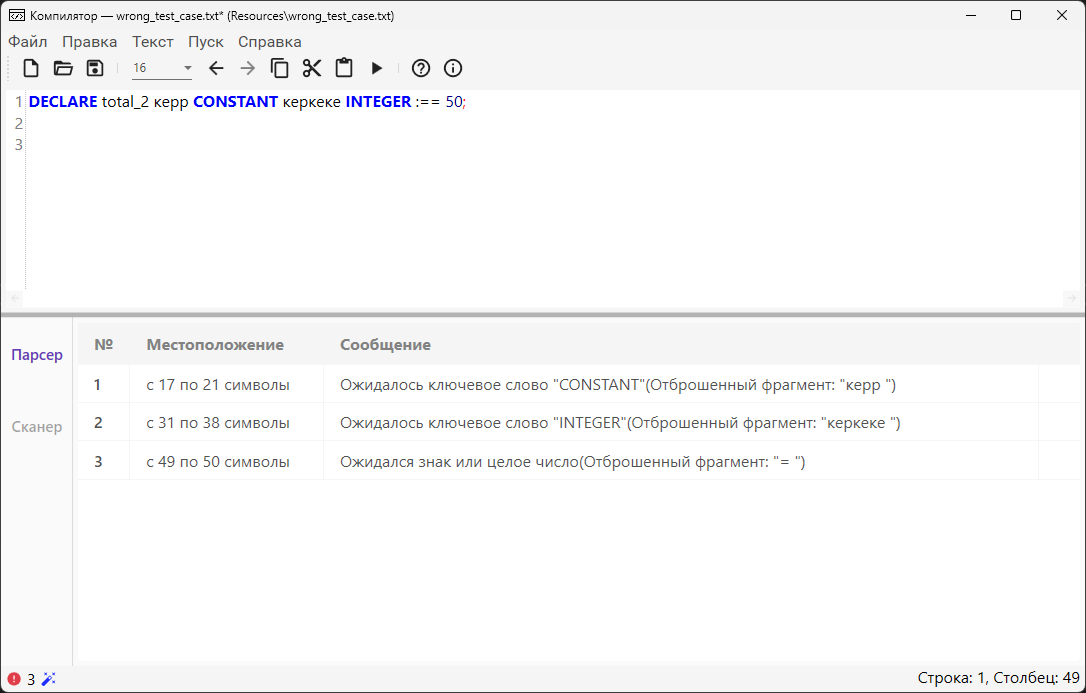 Компилятор — wrong_test_case.txt* (Resources\wrong_test_case.txt)
Файл Правка Текст Пуск Справка
16
1 DECLARE total_2 керр CONSTANT керкеке INTEGER :== 50;
2
3
Парсер
Сканер
№ Местоположение Сообщение
1 с 17 по 21 символы Ожидалось ключевое слово "CONSTANT"(Отброшенный фрагмент: "керр ")
2 с 31 по 38 символы Ожидалось ключевое слово "INTEGER"(Отброшенный фрагмент: "керкеке ")
3 с 49 по 50 символы Ожидался знак или целое число(Отброшенный фрагмент: "= ")
3 Строка: 1, Столбец: 49